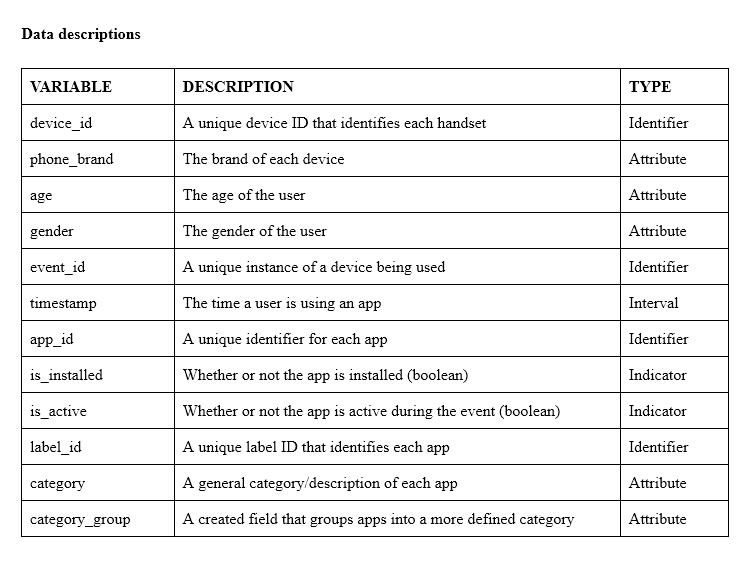 Data descriptions
VARIABLE DESCRIPTION TYPE
device_id A unique device ID that identifies each handset Identifier
phone_brand The brand of each device Attribute
age The age of the user Attribute
gender The gender of the user Attribute
event_id A unique instance of a device being used Identifier
timestamp The time a user is using an app Interval
app_id A unique identifier for each app Identifier
is_installed Whether or not the app is installed (boolean) Indicator
is_active Whether or not the app is active during the event (boolean) Indicator
label_id A unique label ID that identifies each app Identifier
category A general category/description of each app Attribute
category_group A created field that groups apps into a more defined category Attribute